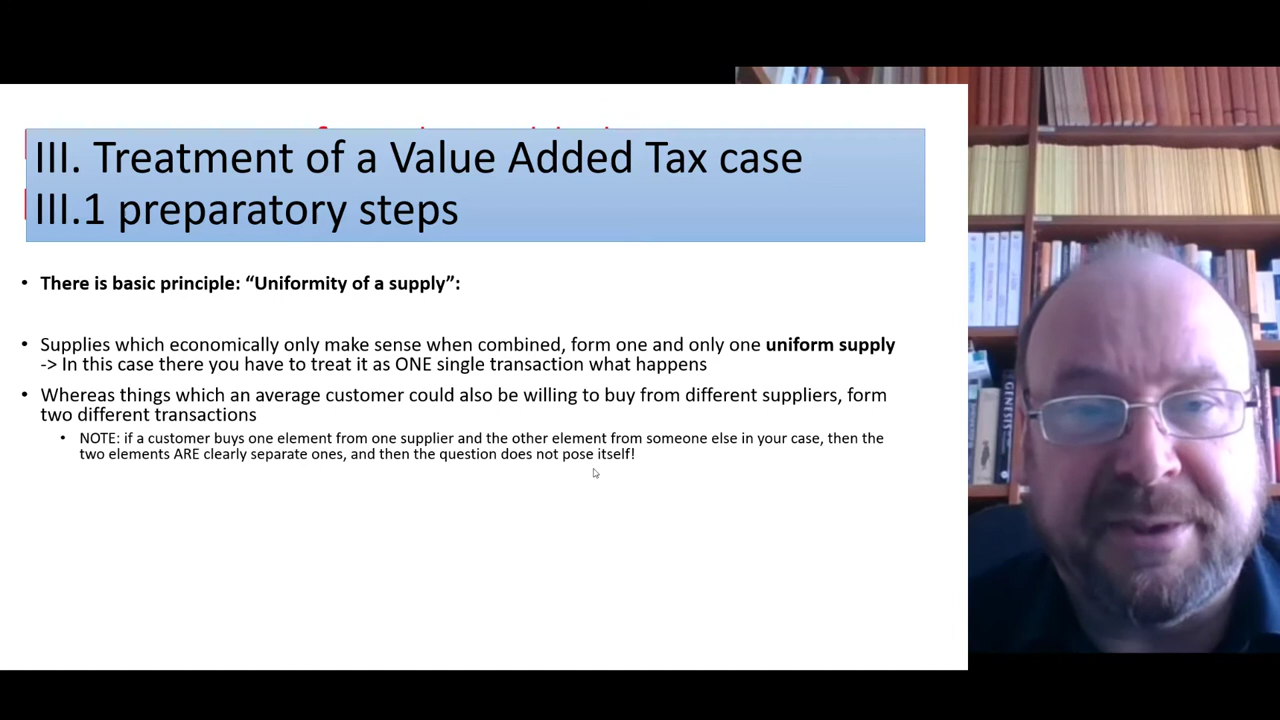 III. Treatment of a Value Added Tax case
III.1 preparatory steps
• There is basic principle: “Uniformity of a supply”:
• Supplies which economically only make sense when combined, form one and only one uniform supply
-> In this case there you have to treat it as ONE single transaction what happens
• Whereas things which an average customer could also be willing to buy from different suppliers, form
two different transactions
• NOTE: if a customer buys one element from one supplier and the other element from someone else in your case, then the
two elements ARE clearly separate ones, and then the question does not pose itself!
GENESIS